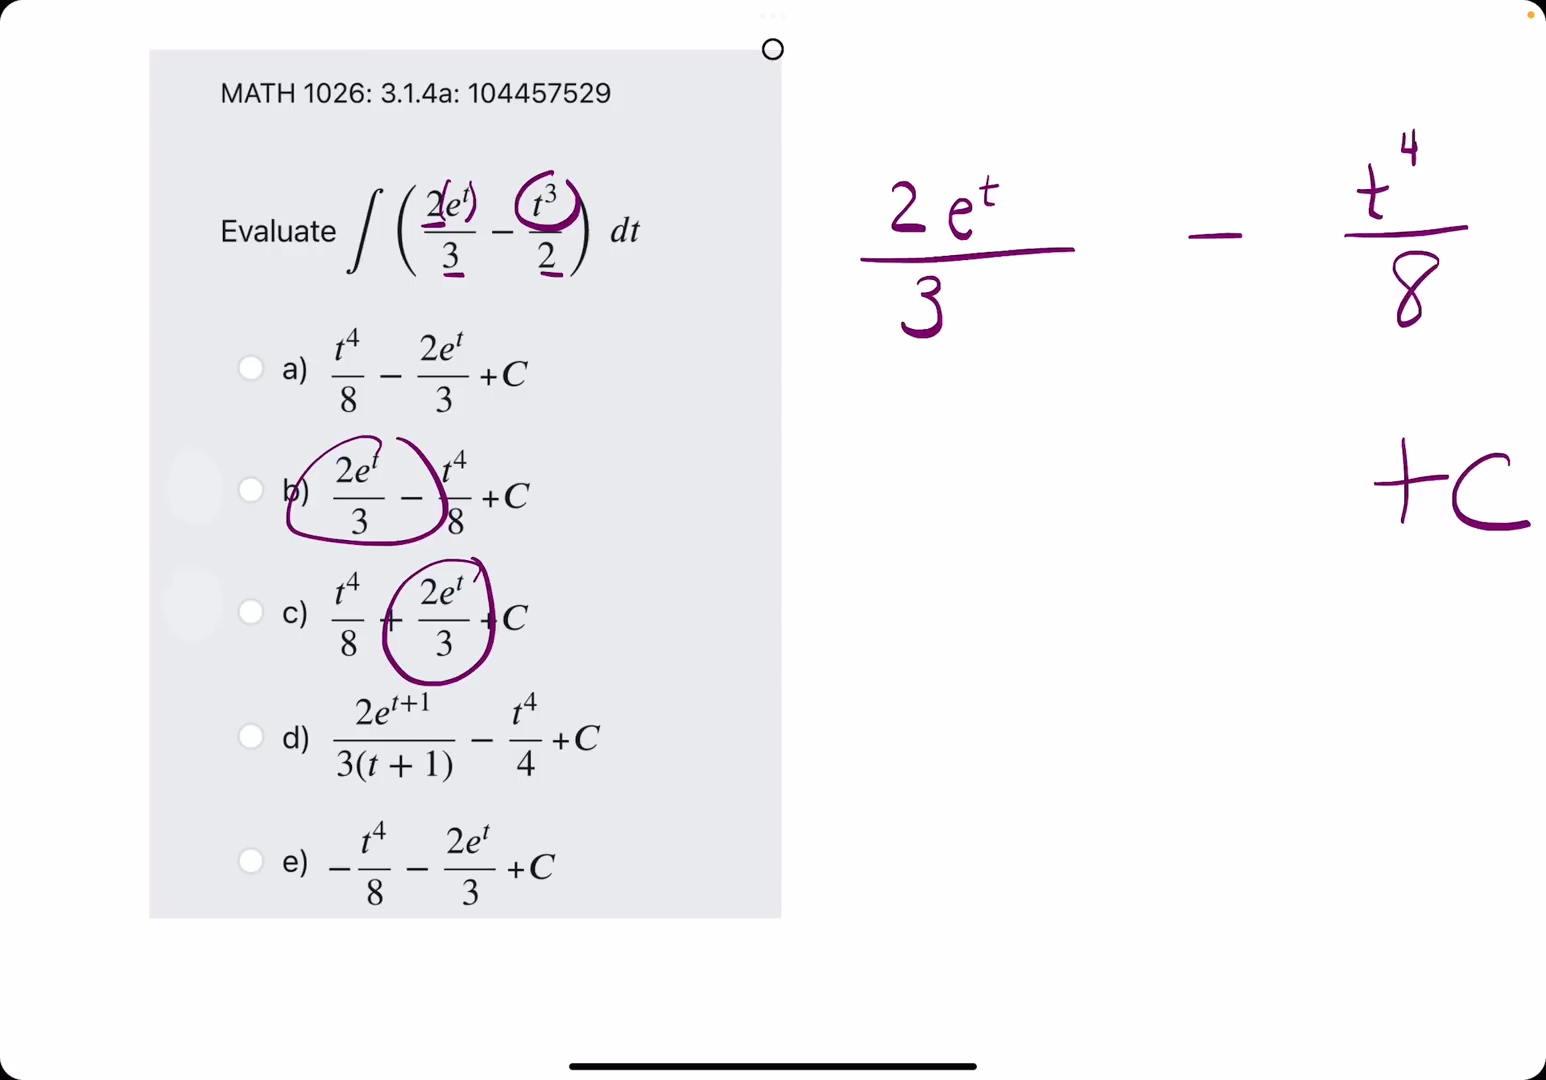 MATH 1026: 3.1.4a: 104457529
Evaluate ∫ ( 2(e^t)/3 − t^3/2 ) dt
a) t^4/8 − 2e^t/3 +C
b) 2e^t/3 − t^4/8 +C
c) t^4/8 + 2e^t/3 +C
d) 2e^{t+1}/3(t + 1) − t^4/4 +C
e) −t^4/8 − 2e^t/3 +C
2e^t/3 − t^4/8
+C